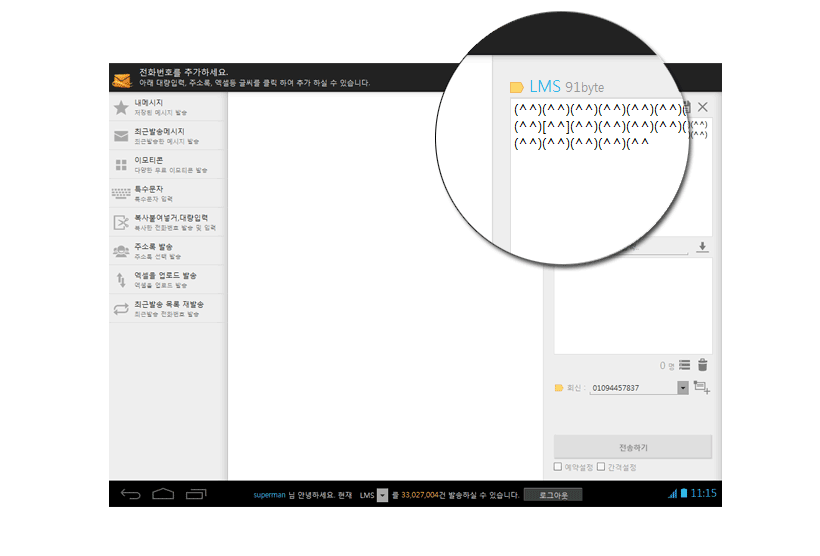 전화번호를 추가하세요.
아래 대량입력, 주소록, 엑셀등 글씨를 클릭 하여 추가 하실 수 있습니다.
내메시지
저장된 메시지 발송
최근발송메시지
최근발송한 메시지 발송
이모티콘
다양한 무료 이모티콘 발송
특수문자
특수문자 입력
복사붙여넣기,대량입력
복사한 전화번호 발송 및 입력
주소록 발송
주소록 선택 발송
엑셀을 업로드 발송
엑셀을 업로드 발송
최근발송 목록 재발송
최근발송 전화번호 발송
LMS 91byte
(^^)(^^)(^^)(^^)(^^)(^^)(
(^^)[^^](^^)(^^)(^^)(^^)()
(^^)(^^)(^^)(^^)(^^
0 명
회신 : 01094457837
전송하기
예약설정 간격설정
superman 님 안녕하세요. 현재 LMS 를 33,027,004건 발송하실 수 있습니다. 로그아웃
11:15